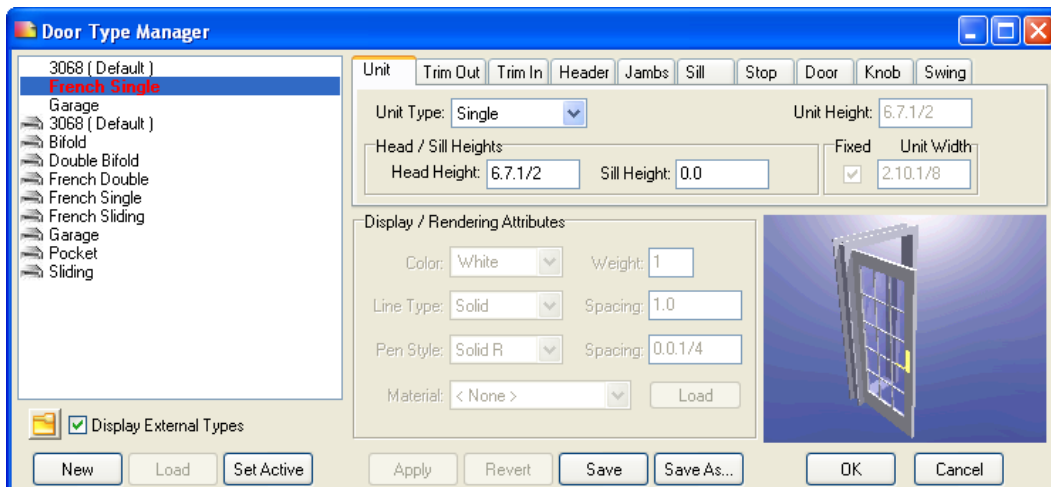 Door Type Manager
3068 ( Default )
French Single
Garage
3068 ( Default )
Bifold
Double Bifold
French Double
French Single
French Sliding
Garage
Pocket
Sliding
Display External Types
New Load Set Active
Unit Trim Out Trim In Header Jambs Sill Stop Door Knob Swing
Unit Type: Single Unit Height: 6.7.1/2
Head / Sill Heights Fixed Unit Width
Head Height: 6.7.1/2 Sill Height: 0.0 2.10.1/8
Display / Rendering Attributes
Color: White Weight: 1
Line Type: Solid Spacing: 1.0
Pen Style: Solid R Spacing: 0.0.1/4
Material: < None > Load
Apply Revert Save Save As... OK Cancel